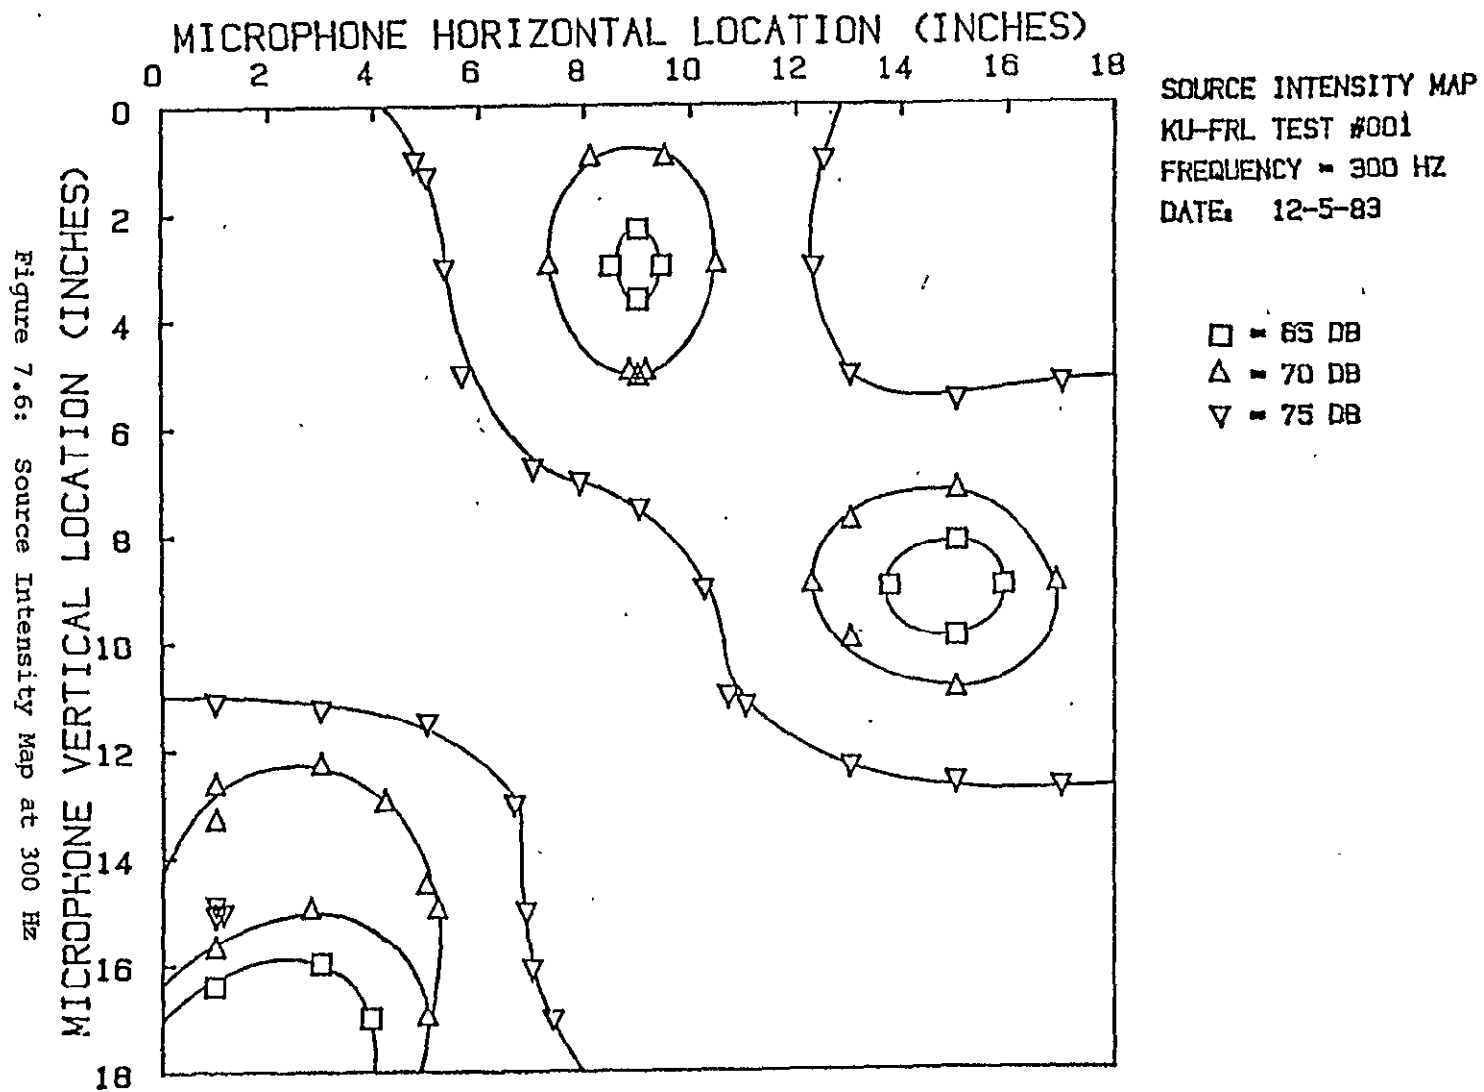 MICROPHONE HORIZONTAL LOCATION (INCHES)
0 2 4 6 8 10 12 14 16 18
MICROPHONE VERTICAL LOCATION (INCHES)
0
2
4
6
8
10
12
14
16
18
SOURCE INTENSITY MAP
KU-FRL TEST #001
FREQUENCY = 300 HZ
DATE: 12-5-83
□ = 65 DB
△ = 70 DB
▽ = 75 DB
Figure 7.6: Source Intensity Map at 300 Hz